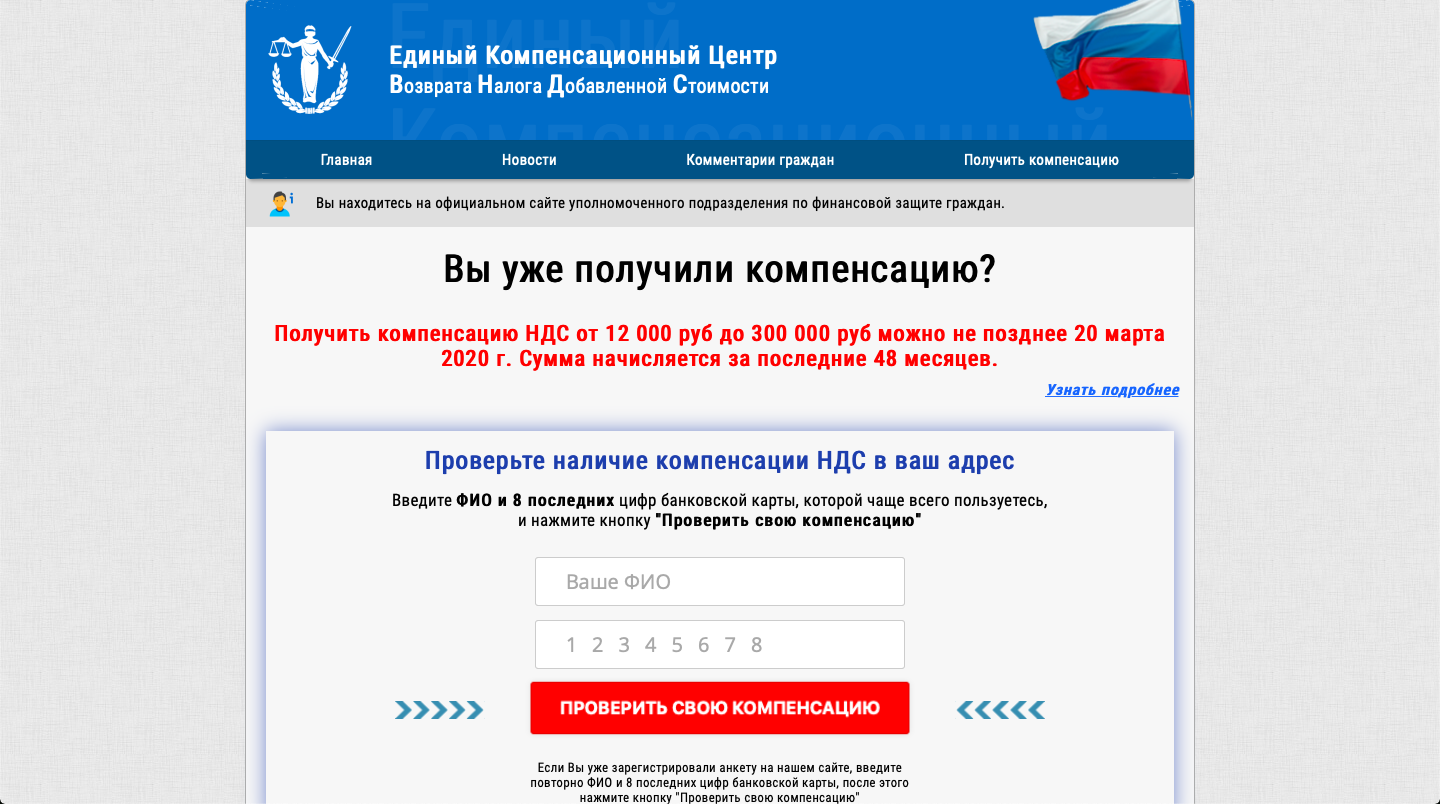 Единый Компенсационный Центр
Возврата Налога Добавленной Стоимости
Единый
Компенсационный
Главная
Новости
Комментарии граждан
Получить компенсацию
Вы находитесь на официальном сайте уполномоченного подразделения по финансовой защите граждан.
Вы уже получили компенсацию?
Получить компенсацию НДС от 12 000 руб до 300 000 руб можно не позднее 20 марта
2020 г. Сумма начисляется за последние 48 месяцев.
Узнать подробнее
Проверьте наличие компенсации НДС в ваш адрес
Введите ФИО и 8 последних цифр банковской карты, которой чаще всего пользуетесь,
и нажмите кнопку "Проверить свою компенсацию"
Ваше ФИО
1 2 3 4 5 6 7 8
ПРОВЕРИТЬ СВОЮ КОМПЕНСАЦИЮ
Если Вы уже зарегистрировали анкету на нашем сайте, введите
повторно ФИО и 8 последних цифр банковской карты, после этого
нажмите кнопку "Проверить свою компенсацию"